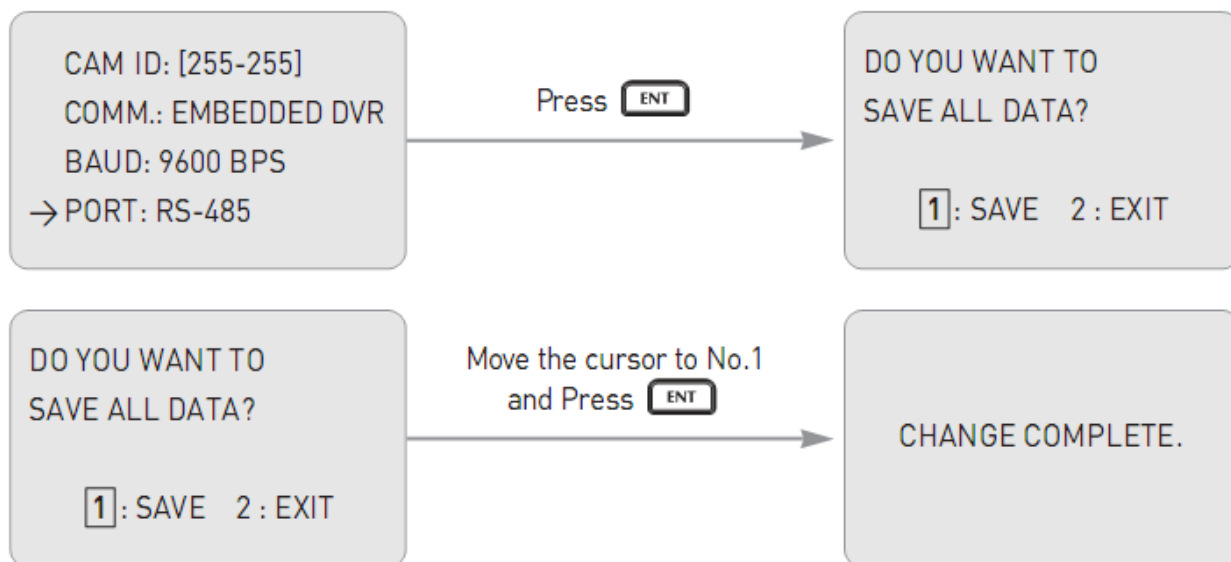 CAM ID: [255-255]
COMM.: EMBEDDED DVR
BAUD: 9600 BPS
→ PORT: RS-485
Press ENT
DO YOU WANT TO
SAVE ALL DATA?
1: SAVE 2 : EXIT
DO YOU WANT TO
SAVE ALL DATA?
1: SAVE 2 : EXIT
Move the cursor to No.1
and Press ENT
CHANGE COMPLETE.